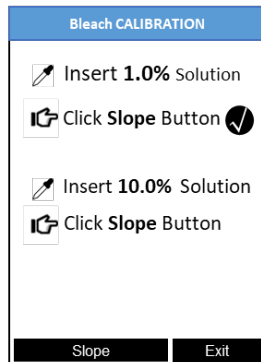 Bleach CALIBRATION
Insert 1.0% Solution
Click Slope Button
Insert 10.0% Solution
Click Slope Button
Slope Exit